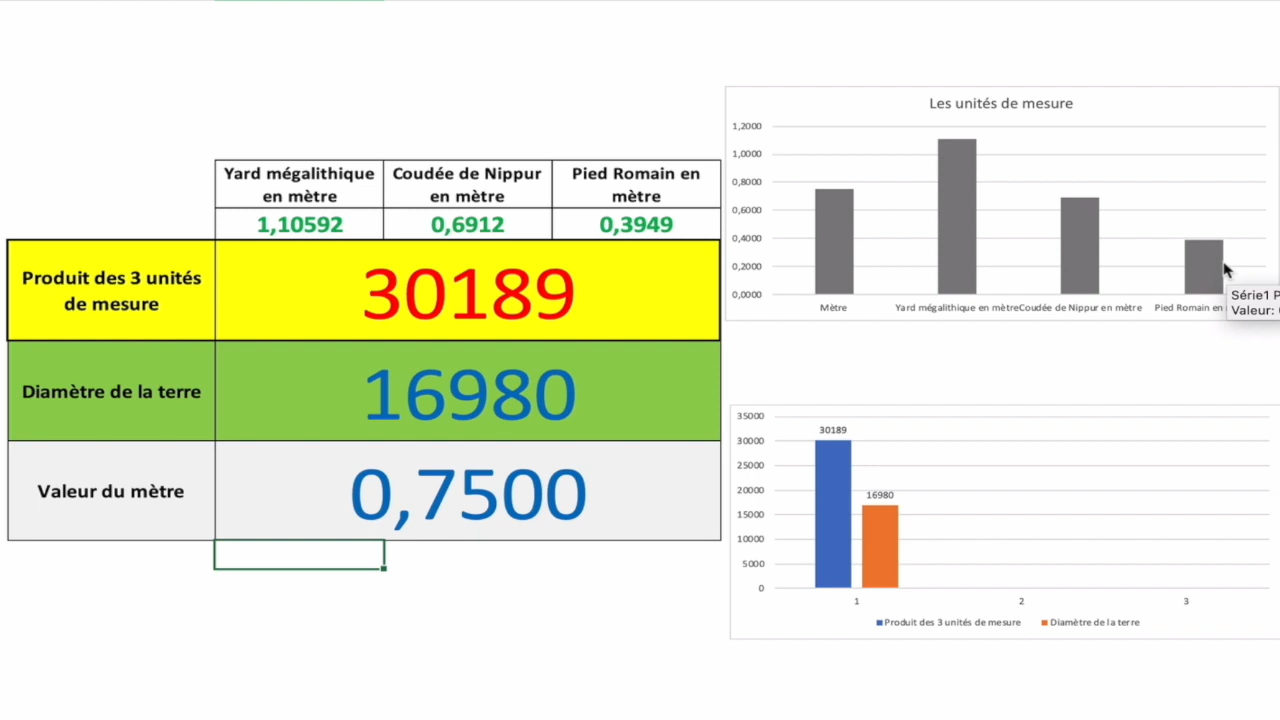 Yard mégalithique
en mètre
Coudée de Nippur
en mètre
Pied Romain en
mètre
1,10592
0,6912
0,3949
Produit des 3 unités
de mesure
30189
Diamètre de la terre
16980
Valeur du mètre
0,7500
Les unités de mesure
1,2000
1,0000
0,8000
0,6000
0,4000
0,2000
0,0000
Mètre
Yard mégalithique en mètre
Coudée de Nippur en mètre
Pied Romain en
Série1 P
Valeur:
35000
30000
25000
20000
15000
10000
5000
0
30189
16980
1
2
3
Produit des 3 unités de mesure
Diamètre de la terre